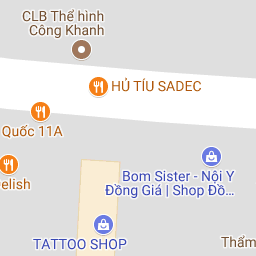 CLB Thể hình
Công Khanh
HỦ TÍU SADEC
Quốc 11A
Bom Sister - Nội Y
Đồng Giá | Shop Đồ...
elish
TATTOO SHOP
Thẩm